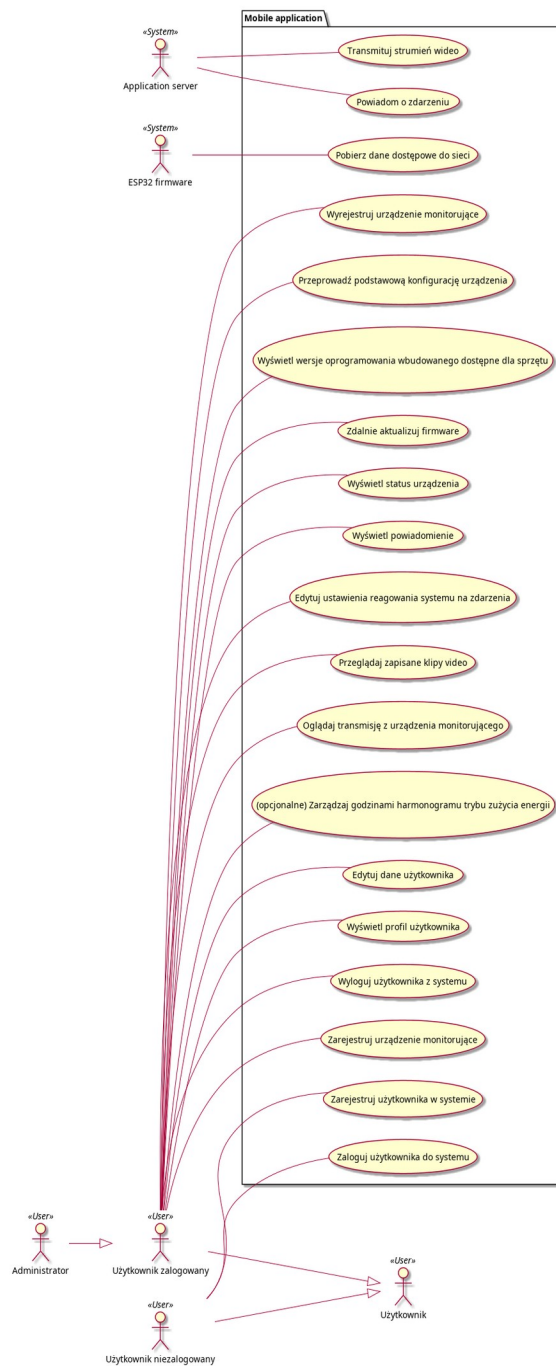 Mobile application
«System»
Application server
Transmituj strumień wideo
Powiadom o zdarzeniu
«System»
ESP32 firmware
Pobierz dane dostępowe do sieci
Wyrejestruj urządzenie monitorujące
Przeprowadź podstawową konfigurację urządzenia
Wyświetl wersje oprogramowania wbudowanego dostępne dla sprzętu
Zdalnie aktualizuj firmware
Wyświetl status urządzenia
Wyświetl powiadomienie
Edytuj ustawienia reagowania systemu na zdarzenia
Przeglądaj zapisane klipy video
Oglądaj transmisję z urządzenia monitorującego
(opcjonalne) Zarządzaj godzinami harmonogramu trybu zużycia energii
Edytuj dane użytkownika
Wyświetl profil użytkownika
Wyloguj użytkownika z systemu
Zarejestruj urządzenie monitorujące
Zarejestruj użytkownika w systemie
Zaloguj użytkownika do systemu
«User»
Administrator
«User»
Użytkownik zalogowany
«User»
Użytkownik
«User»
Użytkownik niezalogowany